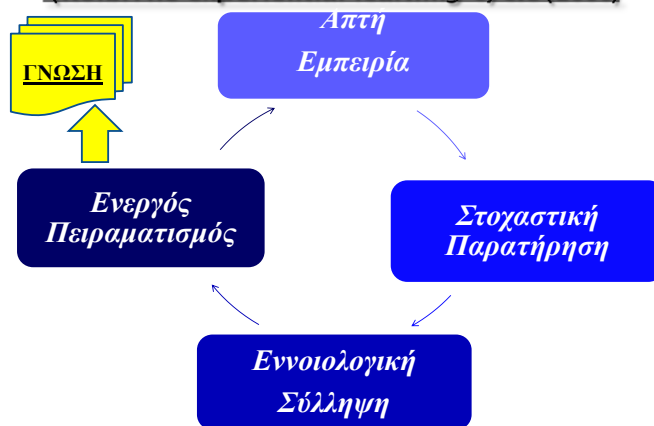 Απτή
Εμπειρία
ΓΝΩΣΗ
Ενεργός
Πειραματισμός
Στοχαστική
Παρατήρηση
Εννοιολογική
Σύλληψη